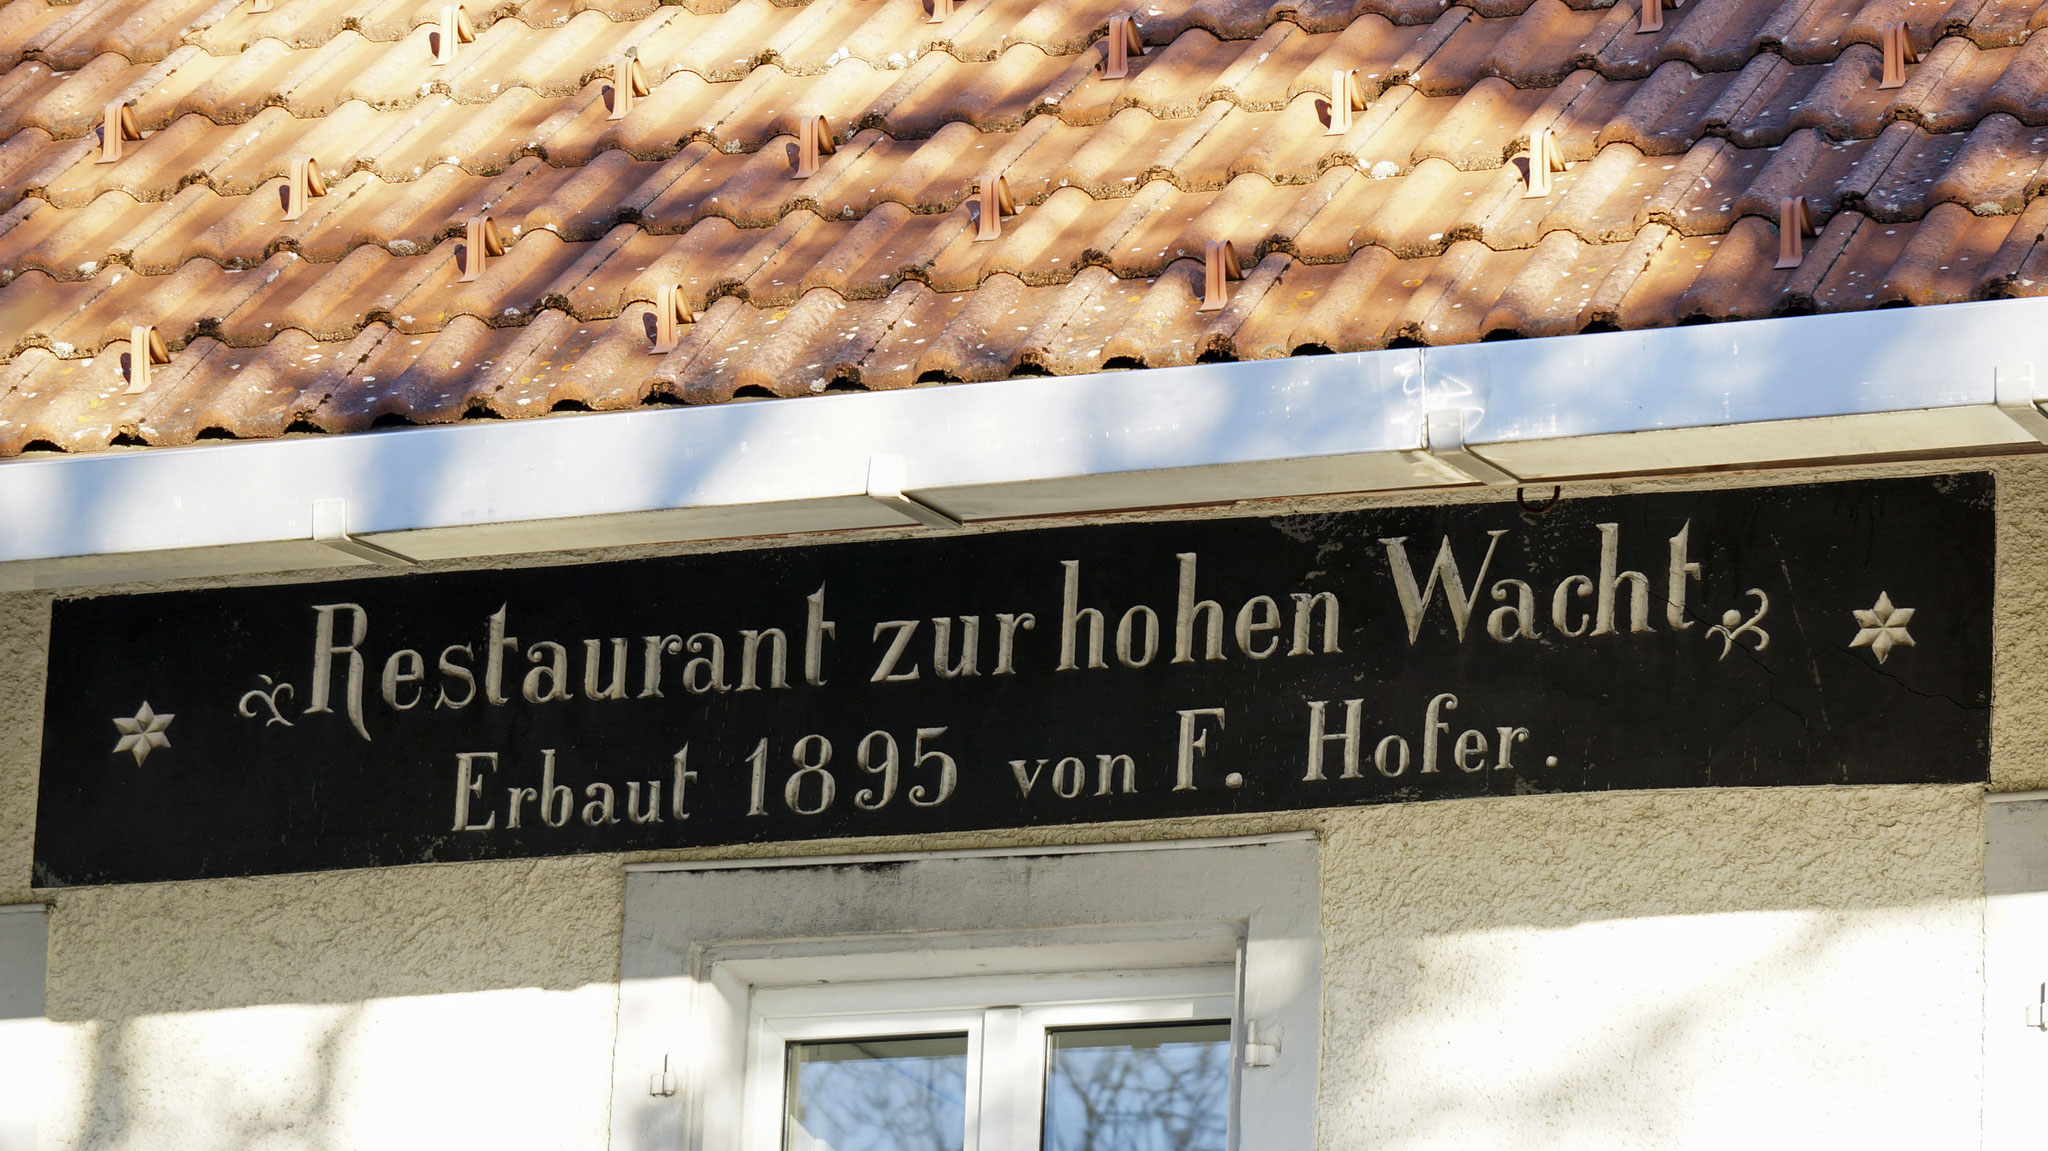 Restaurant zur hohen Wacht
Erbaut 1895 von F. Hofer.